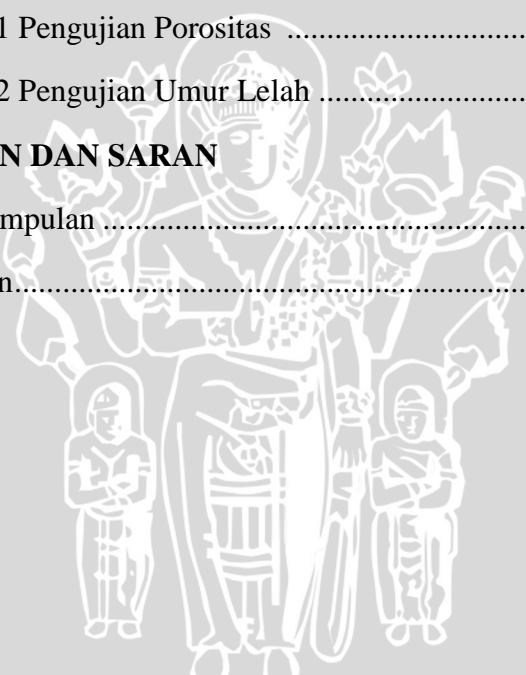 1 Pengujian Porositas ..............................
2 Pengujian Umur Lelah ..........................
N DAN SARAN
mpulan .....................................................
n................................................................